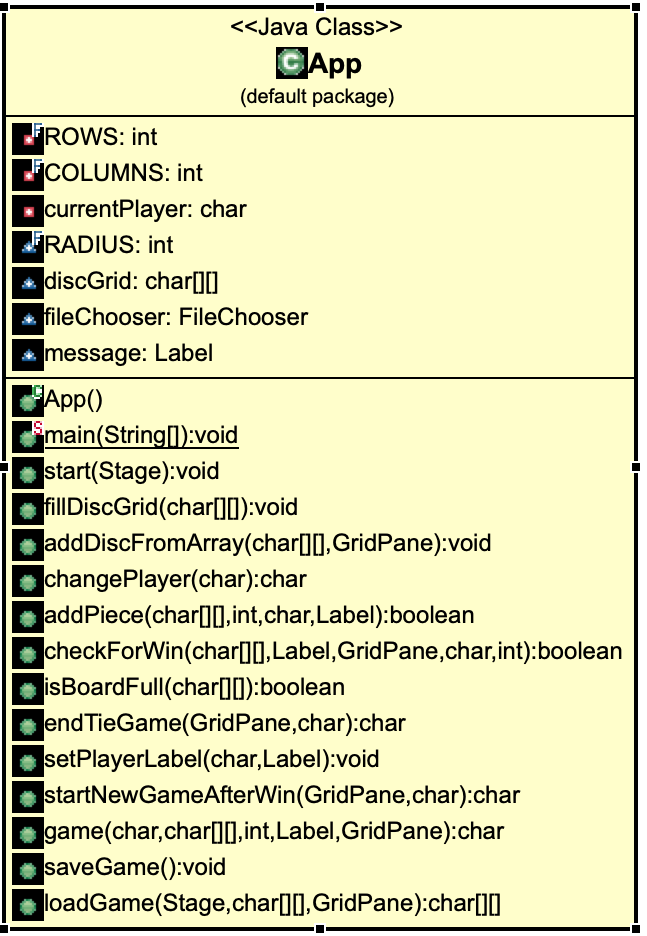 <<Java Class>>
C App
(default package)
F ROWS: int
F COLUMNS: int
currentPlayer: char
F RADIUS: int
discGrid: char[][]
fileChooser: FileChooser
message: Label
C App()
S main(String[]):void
start(Stage):void
fillDiscGrid(char[][]):void
addDiscFromArray(char[][],GridPane):void
changePlayer(char):char
addPiece(char[][],int,char,Label):boolean
checkForWin(char[][],Label,GridPane,char,int):boolean
isBoardFull(char[][]):boolean
endTieGame(GridPane,char):char
setPlayerLabel(char,Label):void
startNewGameAfterWin(GridPane,char):char
game(char,char[][],int,Label,GridPane):char
saveGame():void
loadGame(Stage,char[][],GridPane):char[][]